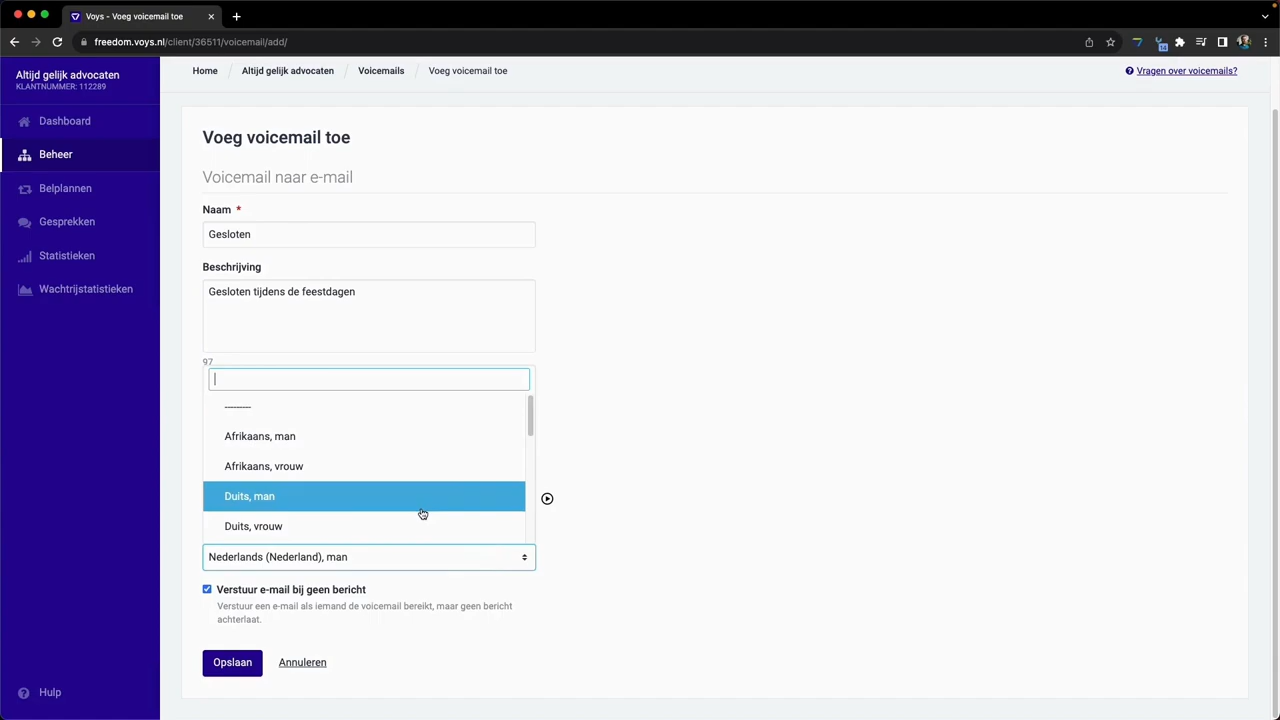 Voys - Voeg voicemail toe
freedom.voys.nl/client/36511/voicemail/add/
Altijd gelijk advocaten
KLANTNUMMER: 112289
Home
Altijd gelijk advocaten
Voicemails
Voeg voicemail toe
Vragen over voicemails?
Dashboard
Beheer
Belplannen
Gesprekken
Statistieken
Wachtrijstatistieken
Hulp
Voeg voicemail toe
Voicemail naar e-mail
Naam *
Gesloten
Beschrijving
Gesloten tijdens de feestdagen
97
---------
Afrikaans, man
Afrikaans, vrouw
Duits, man
Duits, vrouw
Nederlands (Nederland), man
Verstuur e-mail bij geen bericht
Verstuur een e-mail als iemand de voicemail bereikt, maar geen bericht
achterlaat.
Opslaan
Annuleren